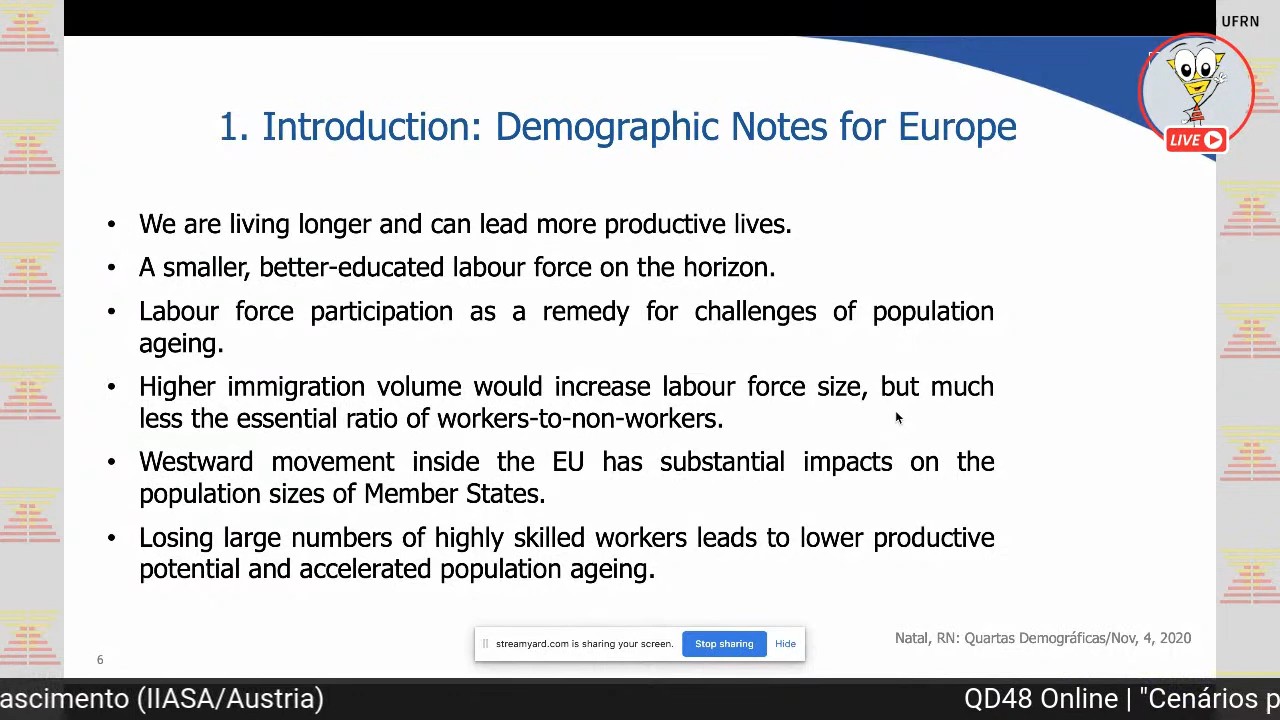 UFRN
LIVE
1. Introduction: Demographic Notes for Europe
• We are living longer and can lead more productive lives.
• A smaller, better-educated labour force on the horizon.
• Labour force participation as a remedy for challenges of population
ageing.
• Higher immigration volume would increase labour force size, but much
less the essential ratio of workers-to-non-workers.
• Westward movement inside the EU has substantial impacts on the
population sizes of Member States.
• Losing large numbers of highly skilled workers leads to lower productive
potential and accelerated population ageing.
Natal, RN: Quartas Demográficas/Nov, 4, 2020
streamyard.com is sharing your screen. Stop sharing Hide
6
ascimento (IIASA/Austria) QD48 Online | "Cenários p